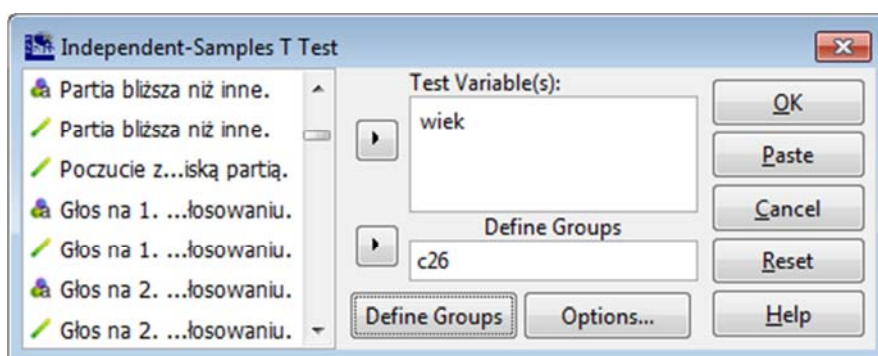 Independent-Samples T Test
Partia bliższa niż inne.
Partia bliższa niż inne.
Poczucie z...iską partią.
Głos na 1. ...łosowaniu.
Głos na 1. ...łosowaniu.
Głos na 2. ...łosowaniu.
Głos na 2. ...łosowaniu.
Test Variable(s):
wiek
Define Groups
c26
Define Groups
Options...
OK
Paste
Cancel
Reset
Help